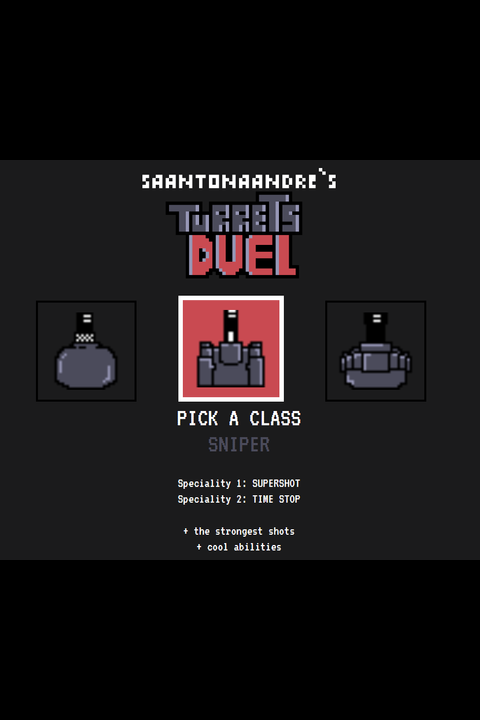 SAANTONAANDRE`S
TURRETS
DUEL
PICK A CLASS
SNIPER
Speciality 1: SUPERSHOT
Speciality 2: TIME STOP
+ the strongest shots
+ cool abilities